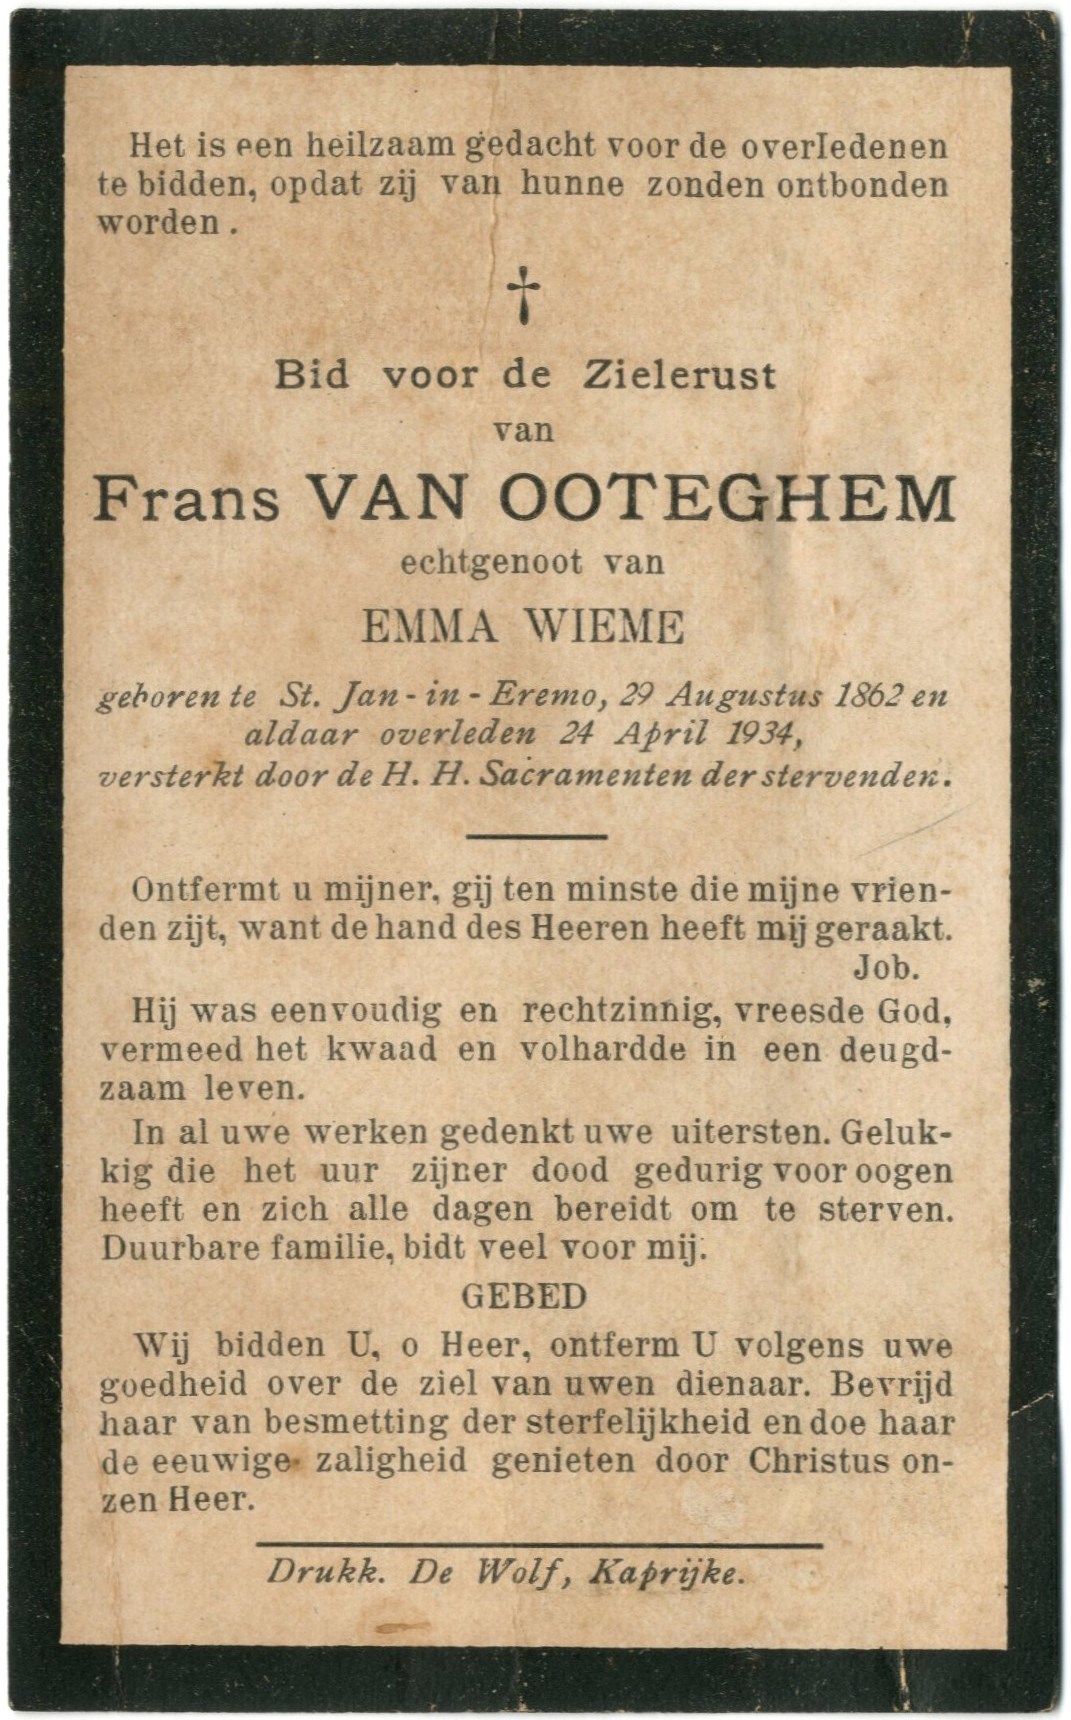 Het is een heilzaam gedacht voor de overledenen
te bidden, opdat zij van hunne zonden ontbonden
worden.
†
Bid voor de Zielerust
van
Frans VAN OOTEGHEM
echtgenoot van
EMMA WIEME
geboren te St. Jan-in-Eremo, 29 Augustus 1862 en
aldaar overleden 24 April 1934,
versterkt door de H. H. Sacramenten der stervenden.
Ontfermt u mijner, gij ten minste die mijne vrien-
den zijt, want de hand des Heeren heeft mij geraakt.
Job.
Hij was eenvoudig en rechtzinnig, vreesde God,
vermeed het kwaad en volhardde in een deugd-
zaam leven.
In al uwe werken gedenkt uwe uitersten. Geluk-
kig die het uur zijner dood gedurig voor oogen
heeft en zich alle dagen bereidt om te sterven.
Duurbare familie, bidt veel voor mij.
GEBED
Wij bidden U, o Heer, ontferm U volgens uwe
goedheid over de ziel van uwen dienaar. Bevrijd
haar van besmetting der sterfelijkheid en doe haar
de eeuwige zaligheid genieten door Christus on-
zen Heer.
Drukk. De Wolf, Kaprijke.